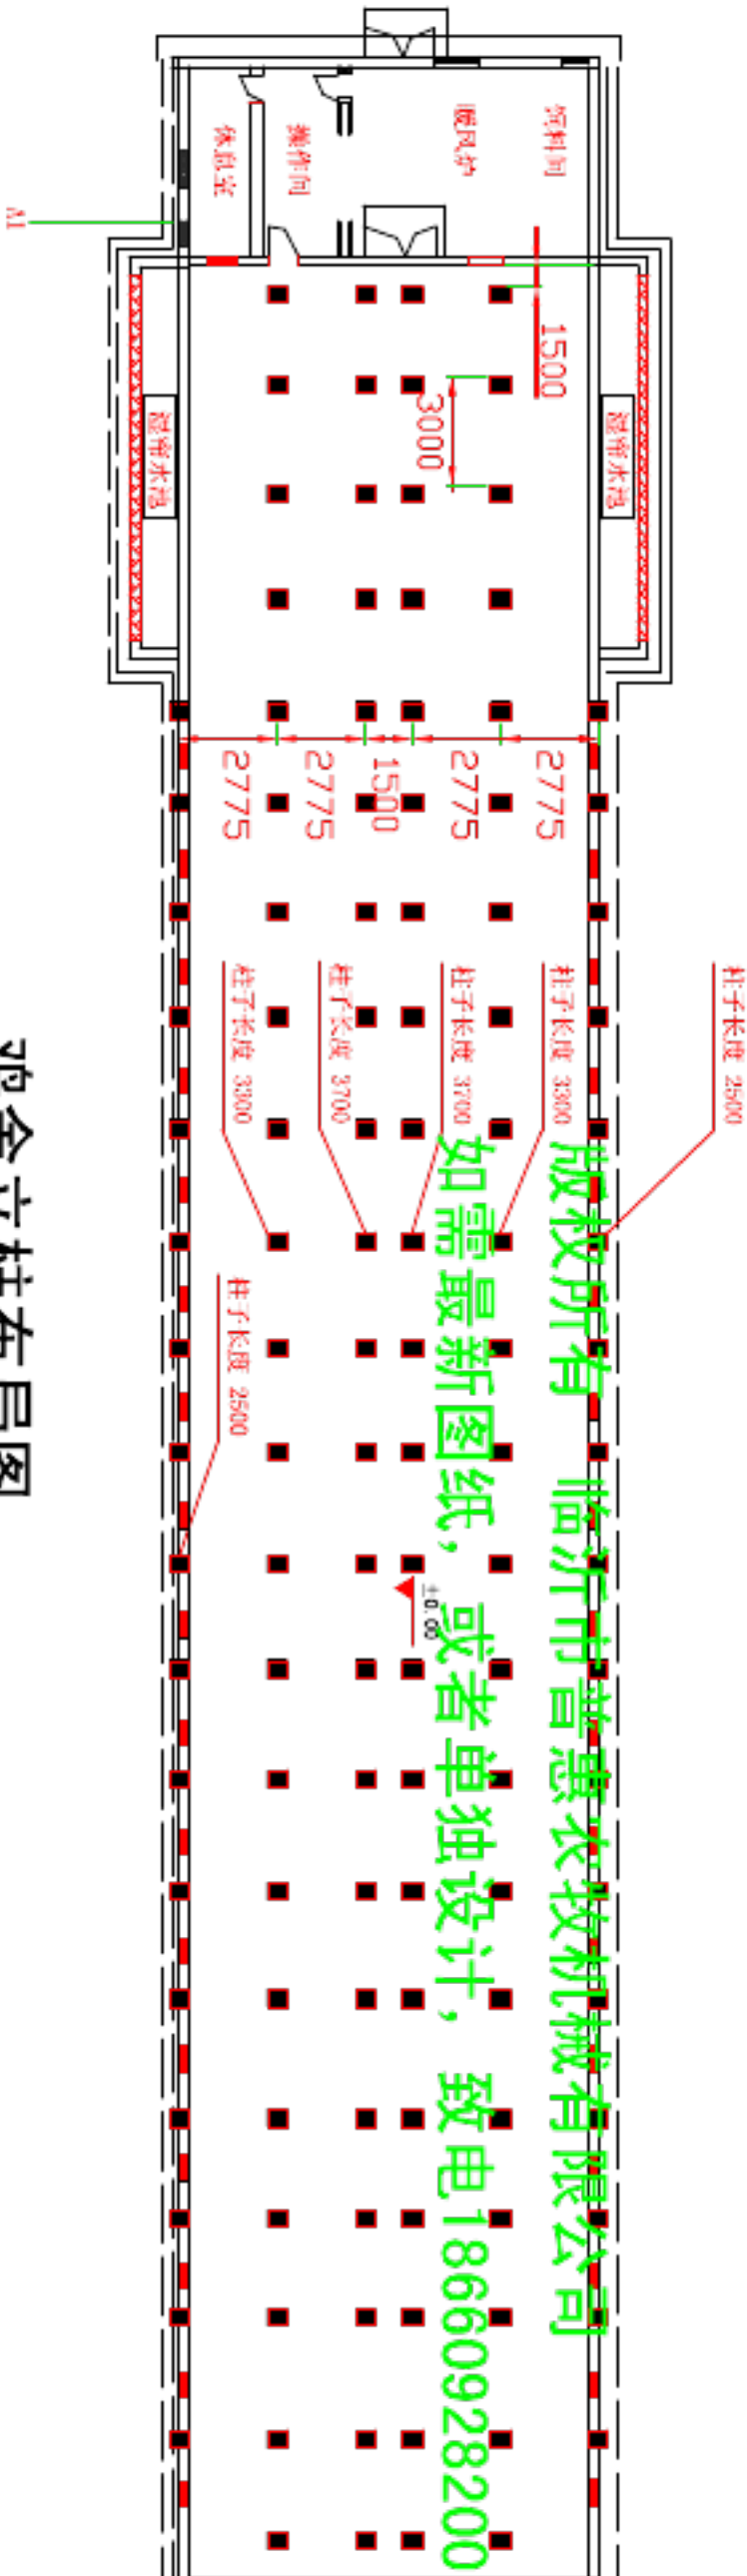 饲料间
暖风炉
操作间
休息室
A1
湿帘水池
湿帘水池
1500
3000
2775
2775
1500
2775
2775
柱子长度 2500
柱子长度 3300
柱子长度 3700
柱子长度 3700
柱子长度 3300
柱子长度 2500
±0.00
版权所有 临沂市普惠农牧机械有限公司
如需最新图纸，或者单独设计，致电18660928200
鸡舍立柱布局图